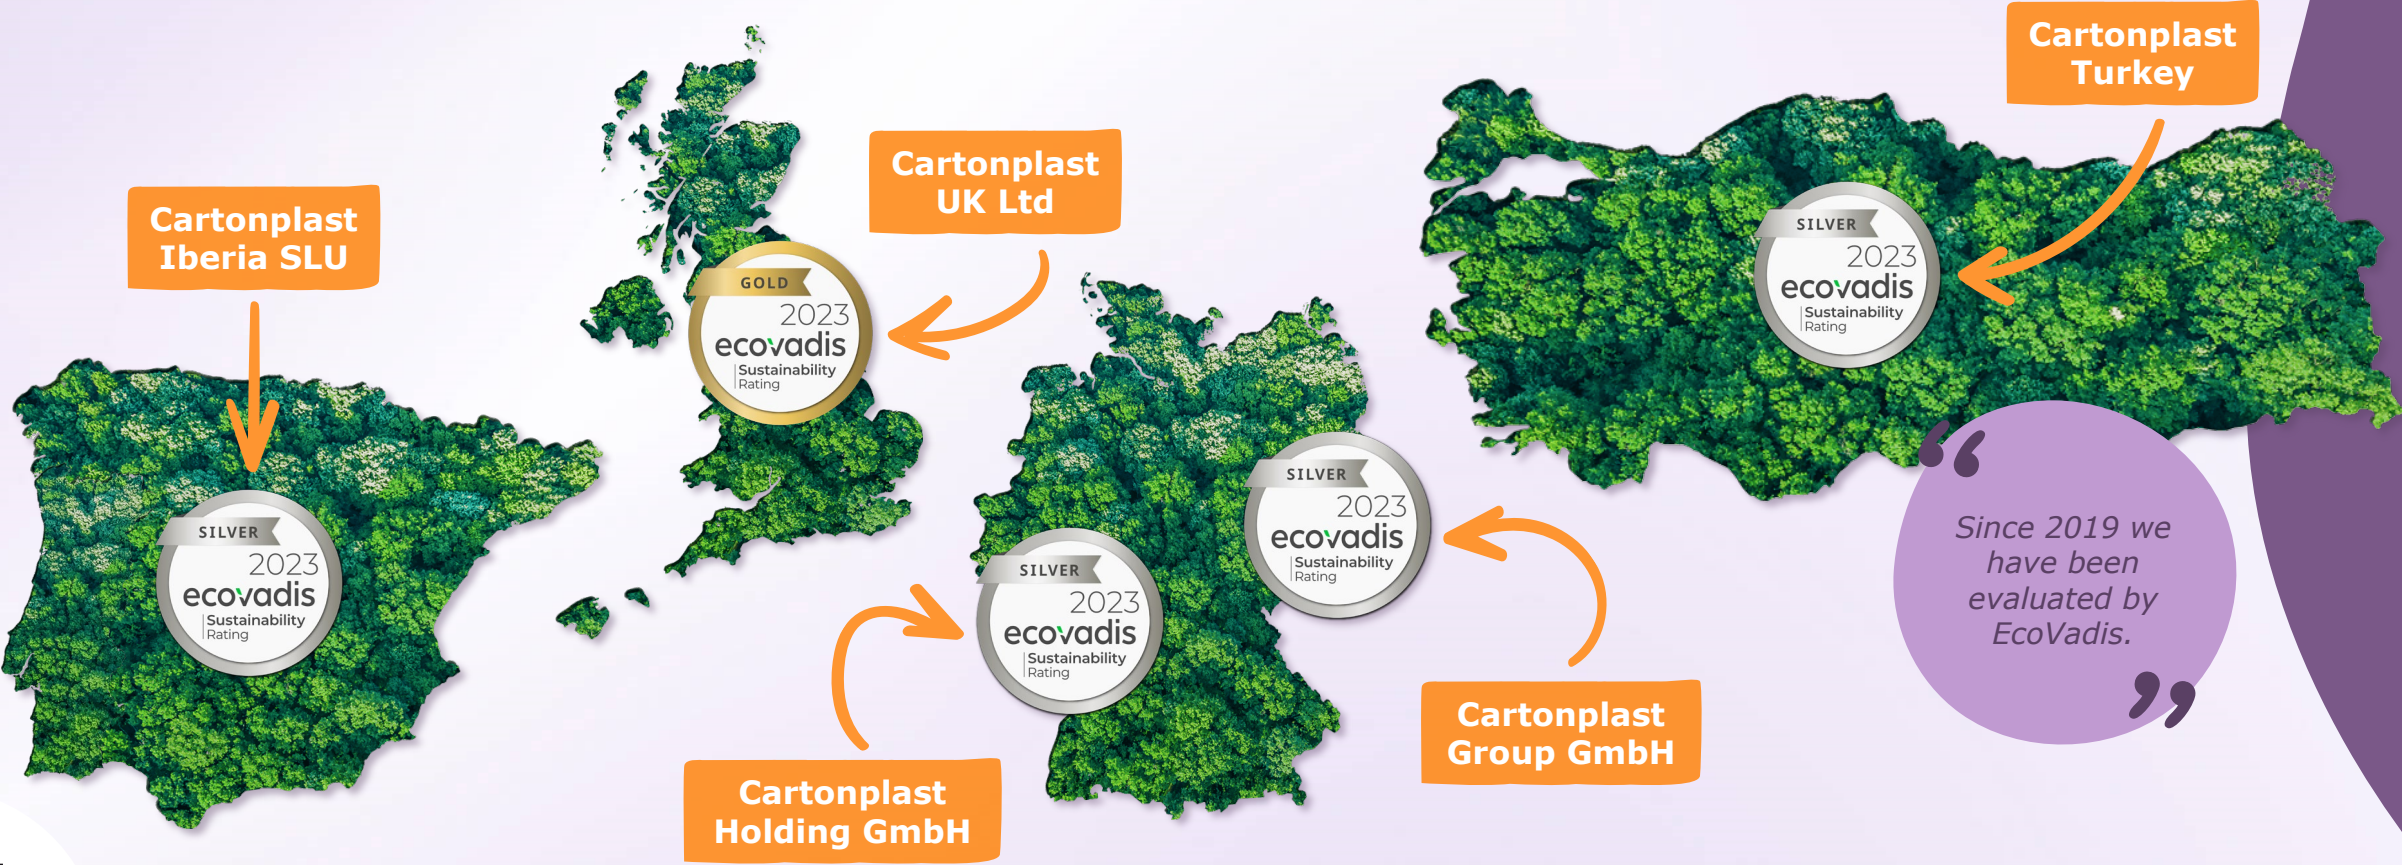 Cartonplast
Iberia SLU
SILVER
2023
ecovadis
Sustainability
Rating
Cartonplast
UK Ltd
GOLD
2023
ecovadis
Sustainability
Rating
Cartonplast
Holding GmbH
SILVER
2023
ecovadis
Sustainability
Rating
Cartonplast
Group GmbH
SILVER
2023
ecovadis
Sustainability
Rating
Cartonplast
Turkey
SILVER
2023
ecovadis
Sustainability
Rating
“
Since 2019 we
have been
evaluated by
EcoVadis.
”